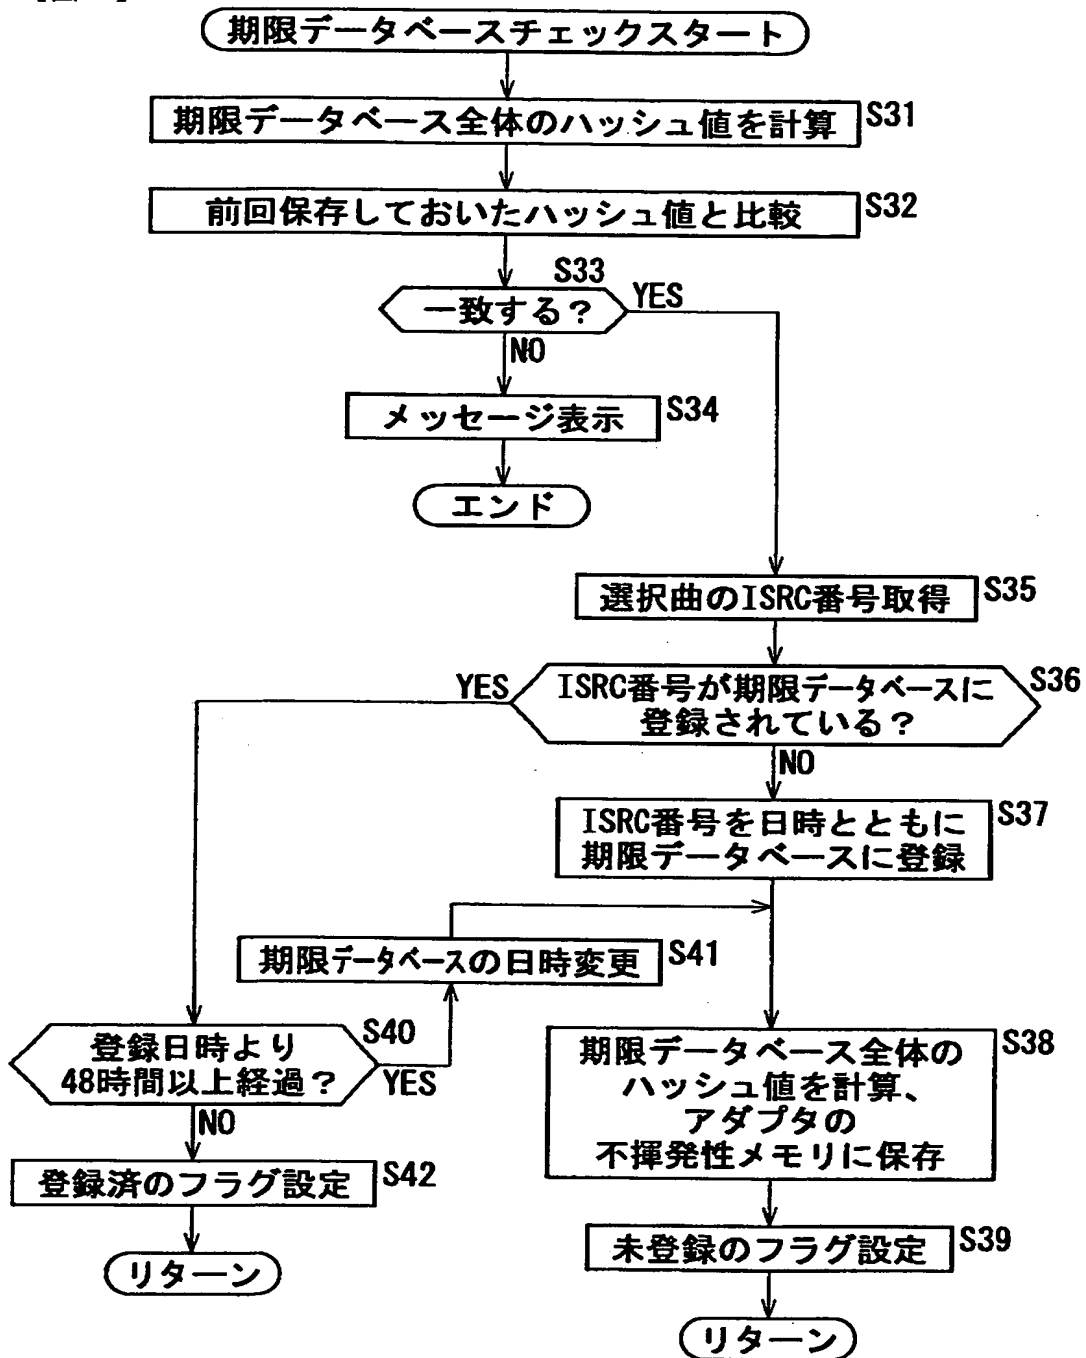 期限データベースチェックスタート
期限データベース全体のハッシュ値を計算
S31
前回保存しておいたハッシュ値と比較
S32
S33
一致する？
YES
NO
メッセージ表示
S34
エンド
選択曲のISRC番号取得
S35
YES
ISRC番号が期限データベースに
登録されている？
S36
NO
ISRC番号を日時とともに
期限データベースに登録
S37
期限データベースの日時変更
S41
登録日時より
48時間以上経過？
S40
YES
NO
期限データベース全体の
ハッシュ値を計算、
アダプタの
不揮発性メモリに保存
S38
登録済のフラグ設定
S42
未登録のフラグ設定
S39
リターン
リターン